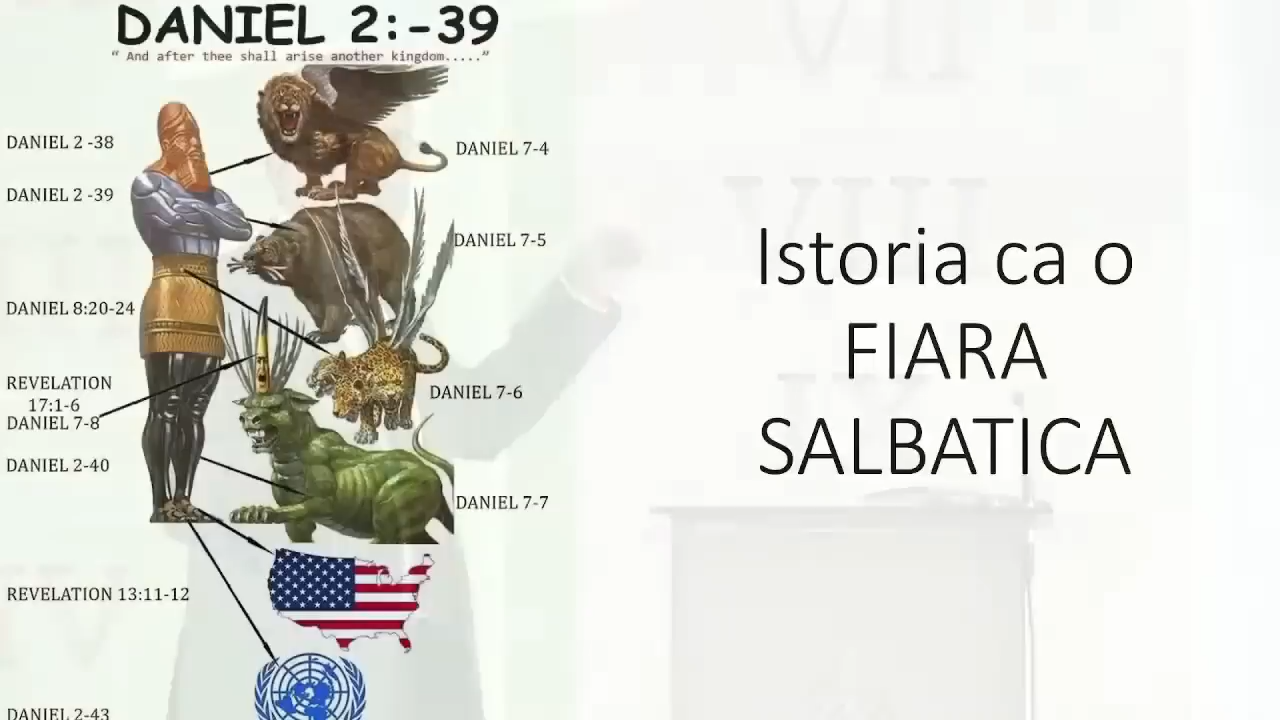 DANIEL 2:-39
" And after thee shall arise another kingdom....."
DANIEL 2 -38
DANIEL 7-4
DANIEL 2 -39
DANIEL 7-5
DANIEL 8:20-24
REVELATION
17:1-6
DANIEL 7-8
DANIEL 7-6
DANIEL 2-40
DANIEL 7-7
REVELATION 13:11-12
DANIEL 2-43
Istoria ca o
FIARA
SALBATICA
VII
VIII